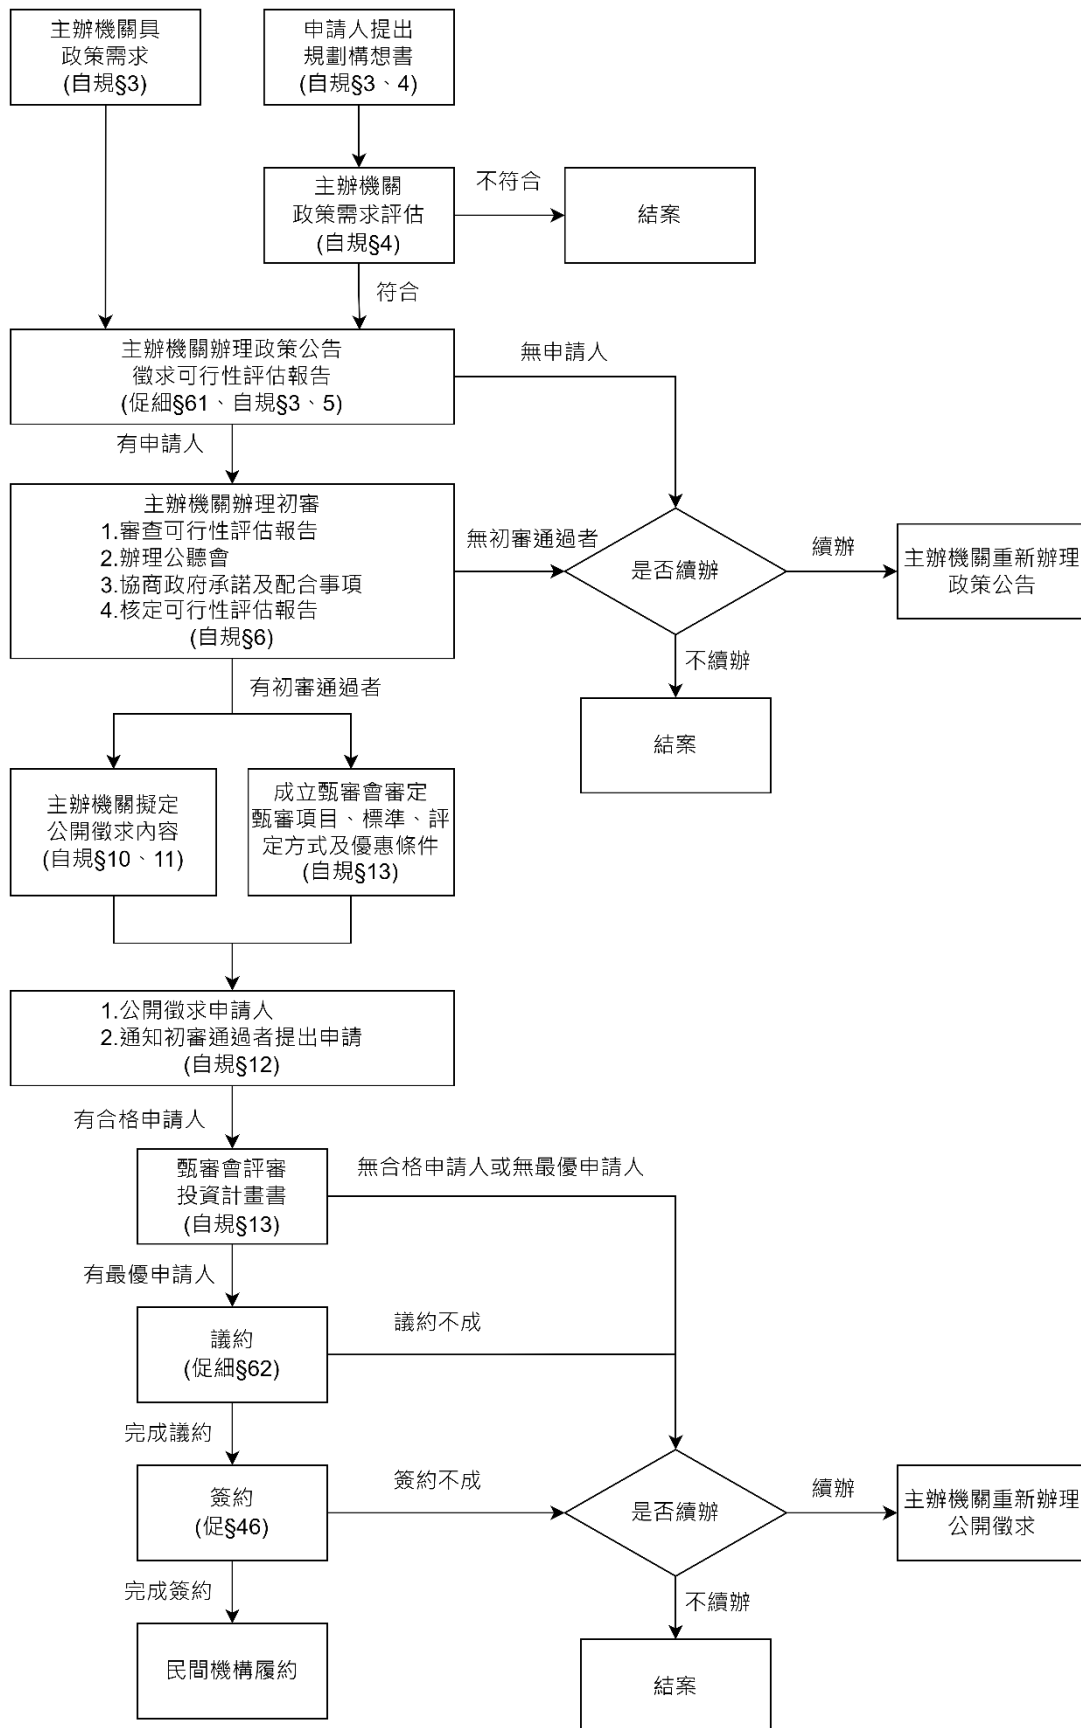 主辦機關具
政策需求
(自規§3)
申請人提出
規劃構想書
(自規§3、4)
主辦機關
政策需求評估
(自規§4)
不符合
結案
符合
主辦機關辦理政策公告
徵求可行性評估報告
(促細§61、自規§3、5)
無申請人
有申請人
主辦機關辦理初審
1.審查可行性評估報告
2.辦理公聽會
3.協商政府承諾及配合事項
4.核定可行性評估報告
(自規§6)
無初審通過者
是否續辦
續辦
主辦機關重新辦理
政策公告
不續辦
結案
有初審通過者
主辦機關擬定
公開徵求內容
(自規§10、11)
成立甄審會審定
甄審項目、標準、評
定方式及優惠條件
(自規§13)
1.公開徵求申請人
2.通知初審通過者提出申請
(自規§12)
有合格申請人
甄審會評審
投資計畫書
(自規§13)
無合格申請人或無最優申請人
有最優申請人
議約
(促細§62)
議約不成
完成議約
簽約
(促§46)
簽約不成
是否續辦
續辦
主辦機關重新辦理
公開徵求
完成簽約
不續辦
民間機構履約
結案